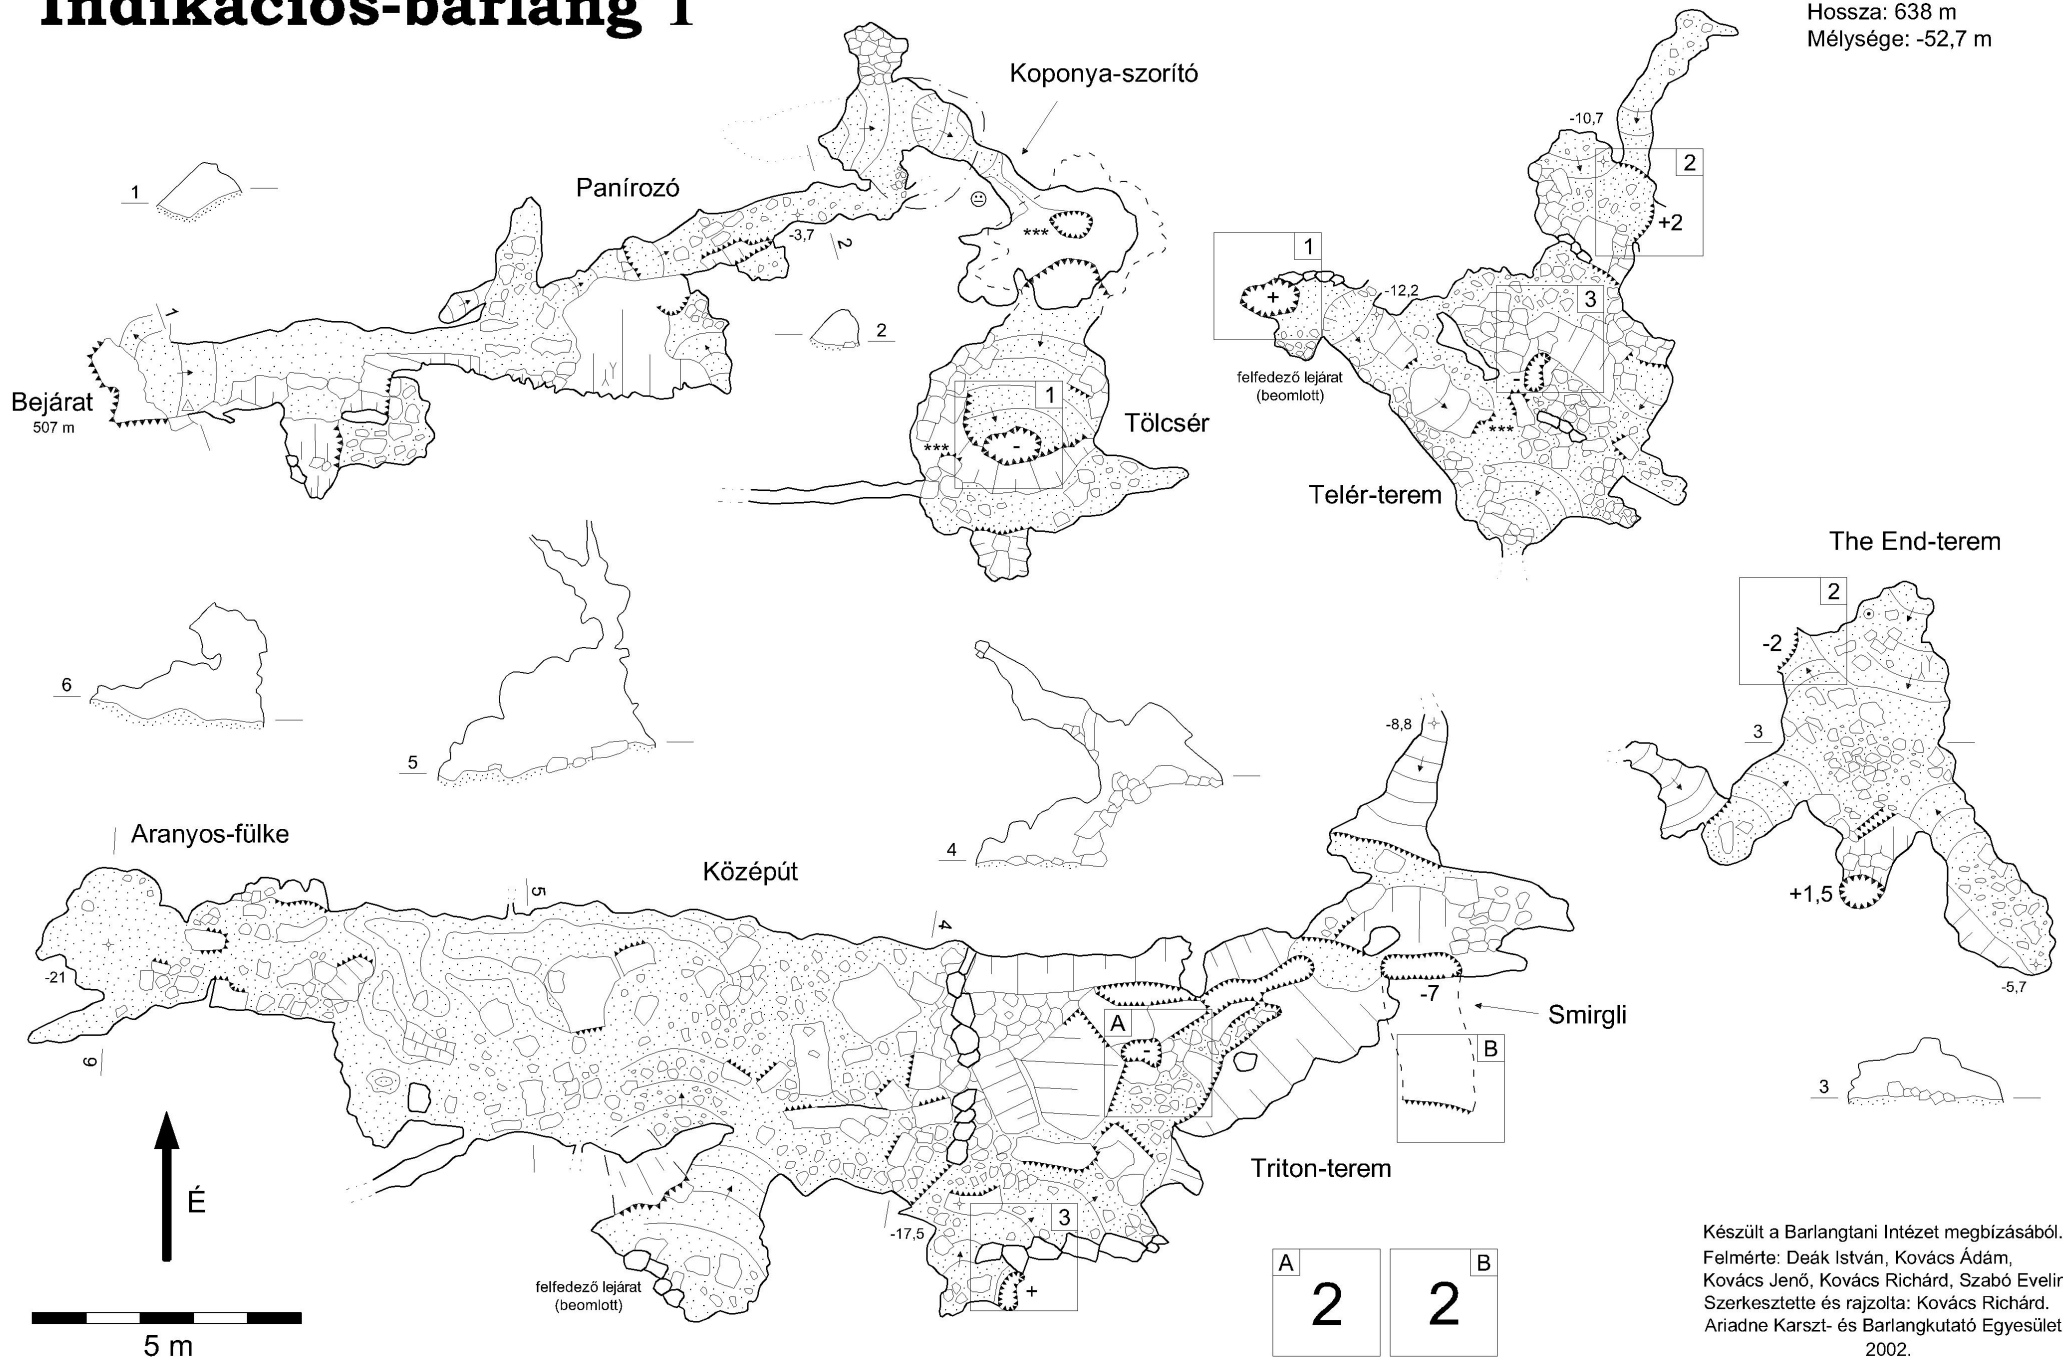 Indikációs-barlang 1
Hossza: 638 m
Mélysége: -52,7 m
Koponya-szorító
-10,7
2
1
1
Panírozó
+2
-3,7
2
***
1
+
-12,2
3
1
2
felfedező lejárat
(beomlott)
-
***
Bejárat
507 m
1
-
***
Tölcsér
Telér-terem
The End-terem
2
-2
6
5
-8,8
3
Aranyos-fülke
4
Középút
5
4
+1,5
-21
-7
-5,7
Smirgli
A
-
B
6
3
Triton-terem
É
-17,5
3
+
felfedező lejárat
(beomlott)
A
2
B
2
5 m
Készült a Barlangtani Intézet megbízásából.
Felmérte: Deák István, Kovács Ádám,
Kovács Jenő, Kovács Richárd, Szabó Evelin
Szerkesztette és rajzolta: Kovács Richárd.
Ariadne Karszt- és Barlangkutató Egyesület
2002.